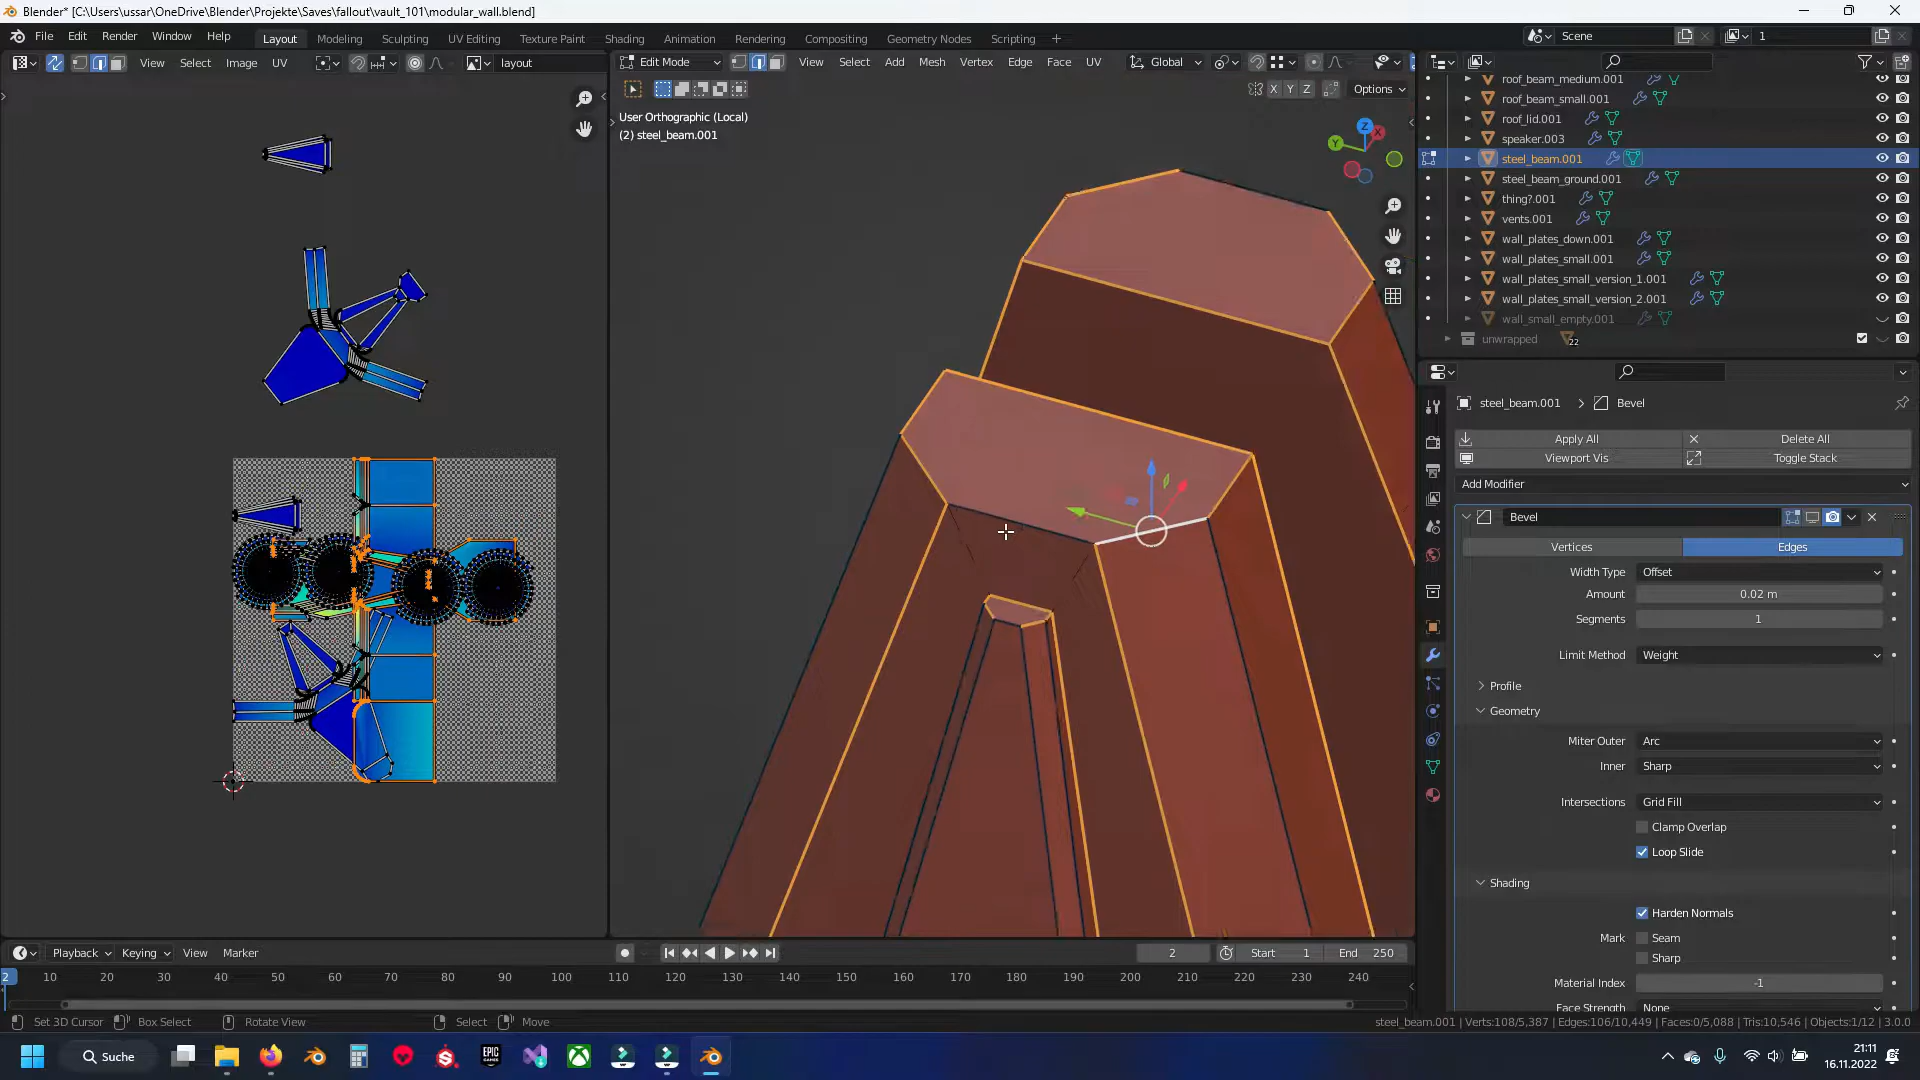 Blender* [C:\Users\ussar\OneDrive\Blender\Projekte\Saves\fallout\vault_101\modular_wall.blend]
File Edit Render Window Help Layout Modeling Sculpting UV Editing Texture Paint Shading Animation Rendering Compositing Geometry Nodes Scripting + Scene 1
View Select Image UV layout Edit Mode View Select Add Mesh Vertex Edge Face UV Global
X Y Z Options
User Orthographic (Local)
(2) steel_beam.001
Z X Y
roof_beam_medium.001
roof_beam_small.001
roof_lid.001
speaker.003
steel_beam.001
steel_beam_ground.001
thing?.001
vents.001
wall_plates_down.001
wall_plates_small.001
wall_plates_small_version_1.001
wall_plates_small_version_2.001
wall_small_empty.001
unwrapped 22
steel_beam.001 > Bevel
Apply All Delete All
Viewport Vis Toggle Stack
Add Modifier
Bevel
Vertices Edges
Width Type Offset
Amount 0.02 m
Segments 1
Limit Method Weight
Profile
Geometry
Miter Outer Arc
Inner Sharp
Intersections Grid Fill
Clamp Overlap
Loop Slide
Shading
Harden Normals
Mark Seam
Sharp
Material Index -1
Face Strength None
Playback Keying View Marker 2 Start 1 End 250
2 10 20 30 40 50 60 70 80 90 100 110 120 130 140 150 160 170 180 190 200 210 220 230 240
Set 3D Cursor Box Select Rotate View Select Move steel_beam.001 | Verts:108/5,387 | Edges:106/10,449 | Faces:0/5,088 | Tris:10,546 | Objects:1/12 | 3.0.0
Suche EPIC GAMES 21:11
16.11.2022